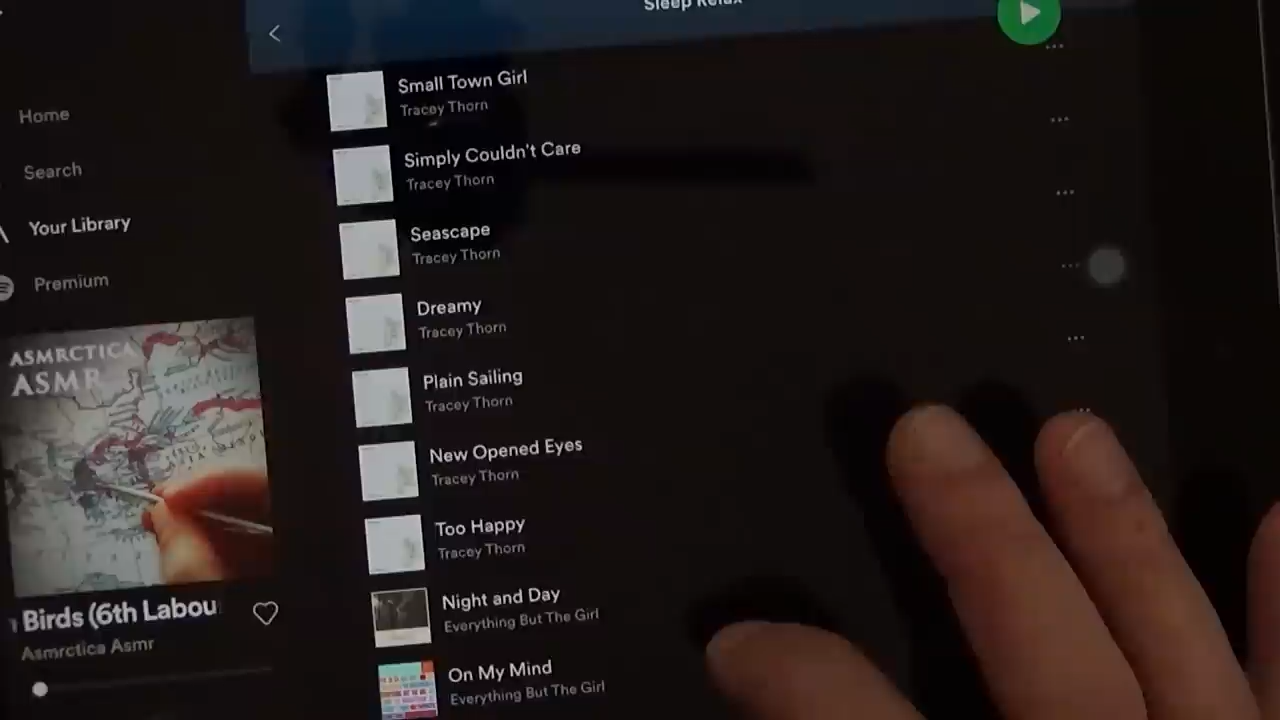 Sleep Relax
Home
Search
Your Library
Premium
ASMRCTICA
ASMR
Birds (6th Labou
Asmrctica Asmr
Small Town Girl
Tracey Thorn
Simply Couldn't Care
Tracey Thorn
Seascape
Tracey Thorn
Dreamy
Tracey Thorn
Plain Sailing
Tracey Thorn
New Opened Eyes
Tracey Thorn
Too Happy
Tracey Thorn
Night and Day
Everything But The Girl
On My Mind
Everything But The Girl